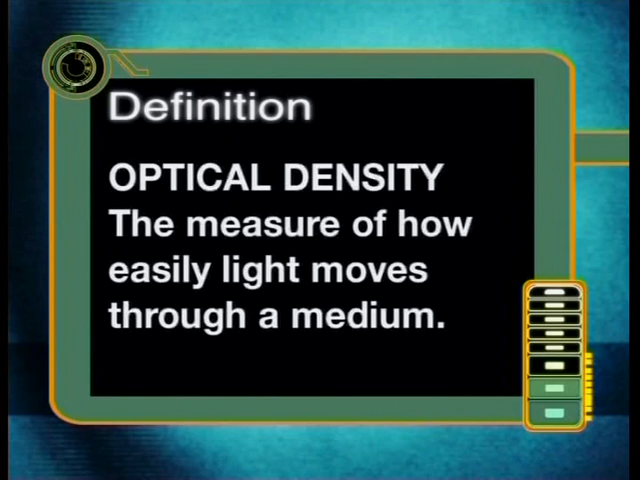 Definition
OPTICAL DENSITY
The measure of how
easily light moves
through a medium.